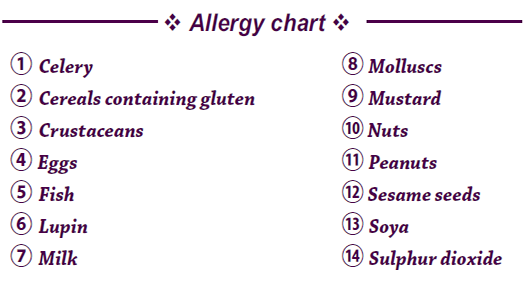 ❖ Allergy chart ❖
① Celery
② Cereals containing gluten
③ Crustaceans
④ Eggs
⑤ Fish
⑥ Lupin
⑦ Milk
⑧ Molluscs
⑨ Mustard
⑩ Nuts
⑪ Peanuts
⑫ Sesame seeds
⑬ Soya
⑭ Sulphur dioxide